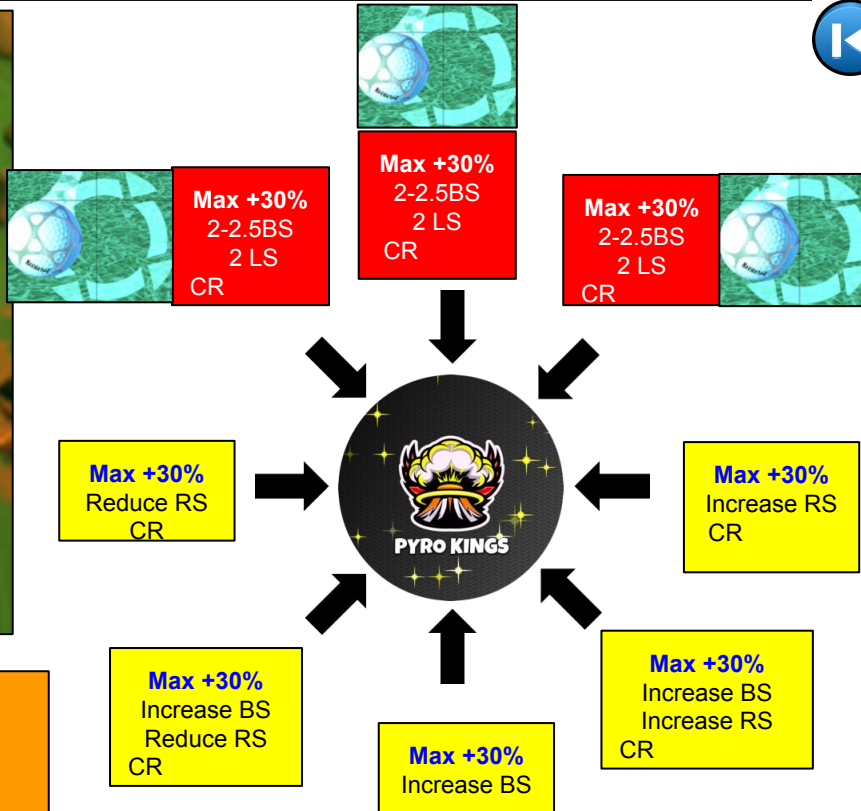 Max +30%
2-2.5BS
2 LS
CR
Max +30%
2-2.5BS
2 LS
CR
Max +30%
2-2.5BS
2 LS
CR
PYRO KINGS
Max +30%
Reduce RS
CR
Max +30%
Increase RS
CR
Max +30%
Increase BS
Reduce RS
CR
Max +30%
Increase BS
Max +30%
Increase BS
Increase RS
CR